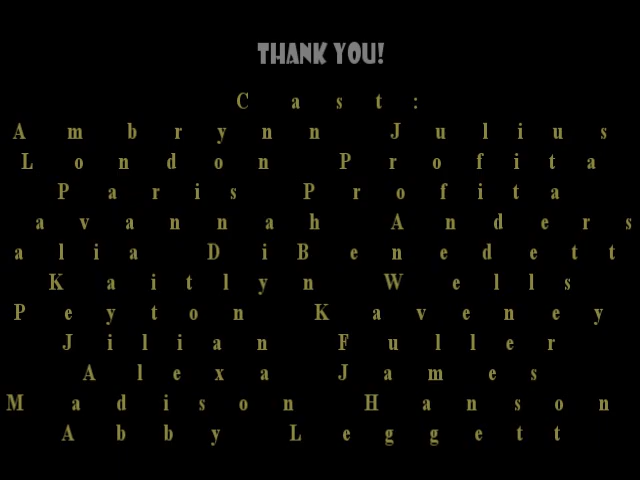 THANK YOU!
Cast:
Ambrynn Julius
London Profita
Paris Profita
avannah Anders
alia DiBenedett
Kaitlyn Wells
Peyton Kaveney
Jilian Fuller
Alexa James
Madison Hanson
Abby Leggett